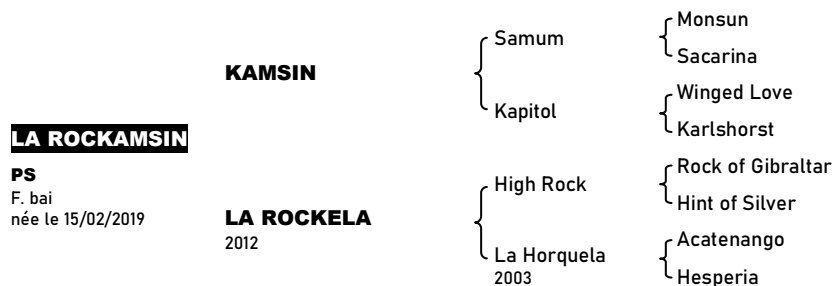 LA ROCKAMSIN
PS
F. bai
née le 15/02/2019
KAMSIN
LA ROCKELA
2012
Samum
Kapitol
High Rock
La Horquela
2003
Monsun
Sacarina
Winged Love
Karlshorst
Rock of Gibraltar
Hint of Silver
Acatenango
Hesperia